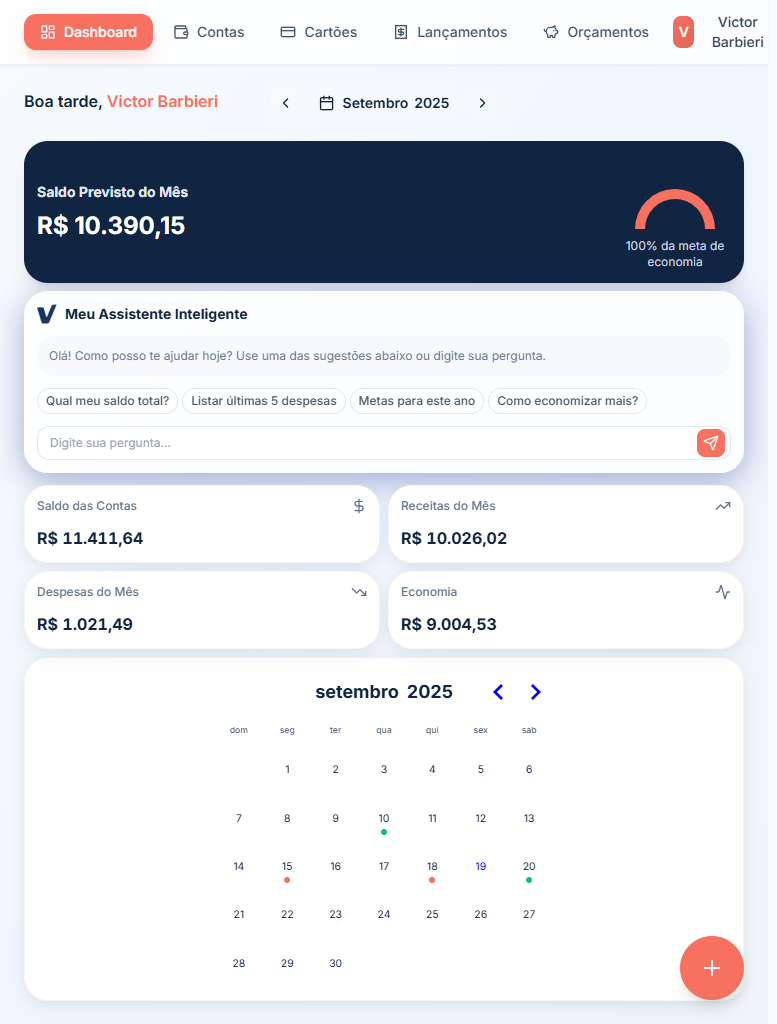 Dashboard Contas Cartões Lançamentos Orçamentos V Victor Barbieri
Boa tarde, Victor Barbieri
Setembro 2025
Saldo Previsto do Mês
R$ 10.390,15
100% da meta de
economia
Meu Assistente Inteligente
Olá! Como posso te ajudar hoje? Use uma das sugestões abaixo ou digite sua pergunta.
Qual meu saldo total? Listar últimas 5 despesas Metas para este ano Como economizar mais?
Digite sua pergunta...
Saldo das Contas
R$ 11.411,64
Receitas do Mês
R$ 10.026,02
Despesas do Mês
R$ 1.021,49
Economia
R$ 9.004,53
setembro 2025
dom seg ter qua qui sex sab
1 2 3 4 5 6
7 8 9 10 11 12 13
14 15 16 17 18 19 20
21 22 23 24 25 26 27
28 29 30